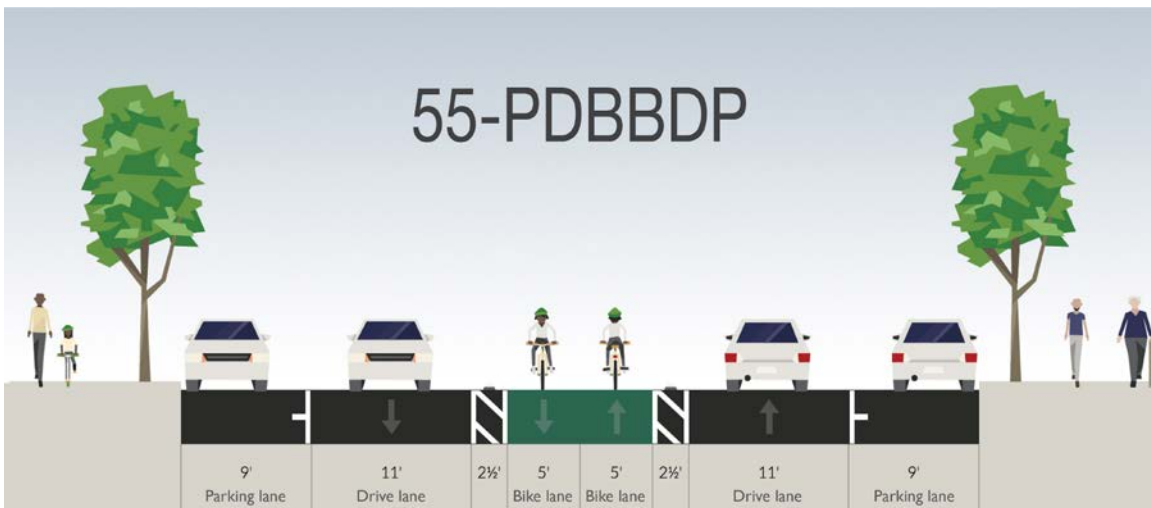 55-PDBBDP
9' 11' 2½' 5' 5' 2½' 11' 9'
Parking lane Drive lane Bike lane Bike lane Drive lane Parking lane